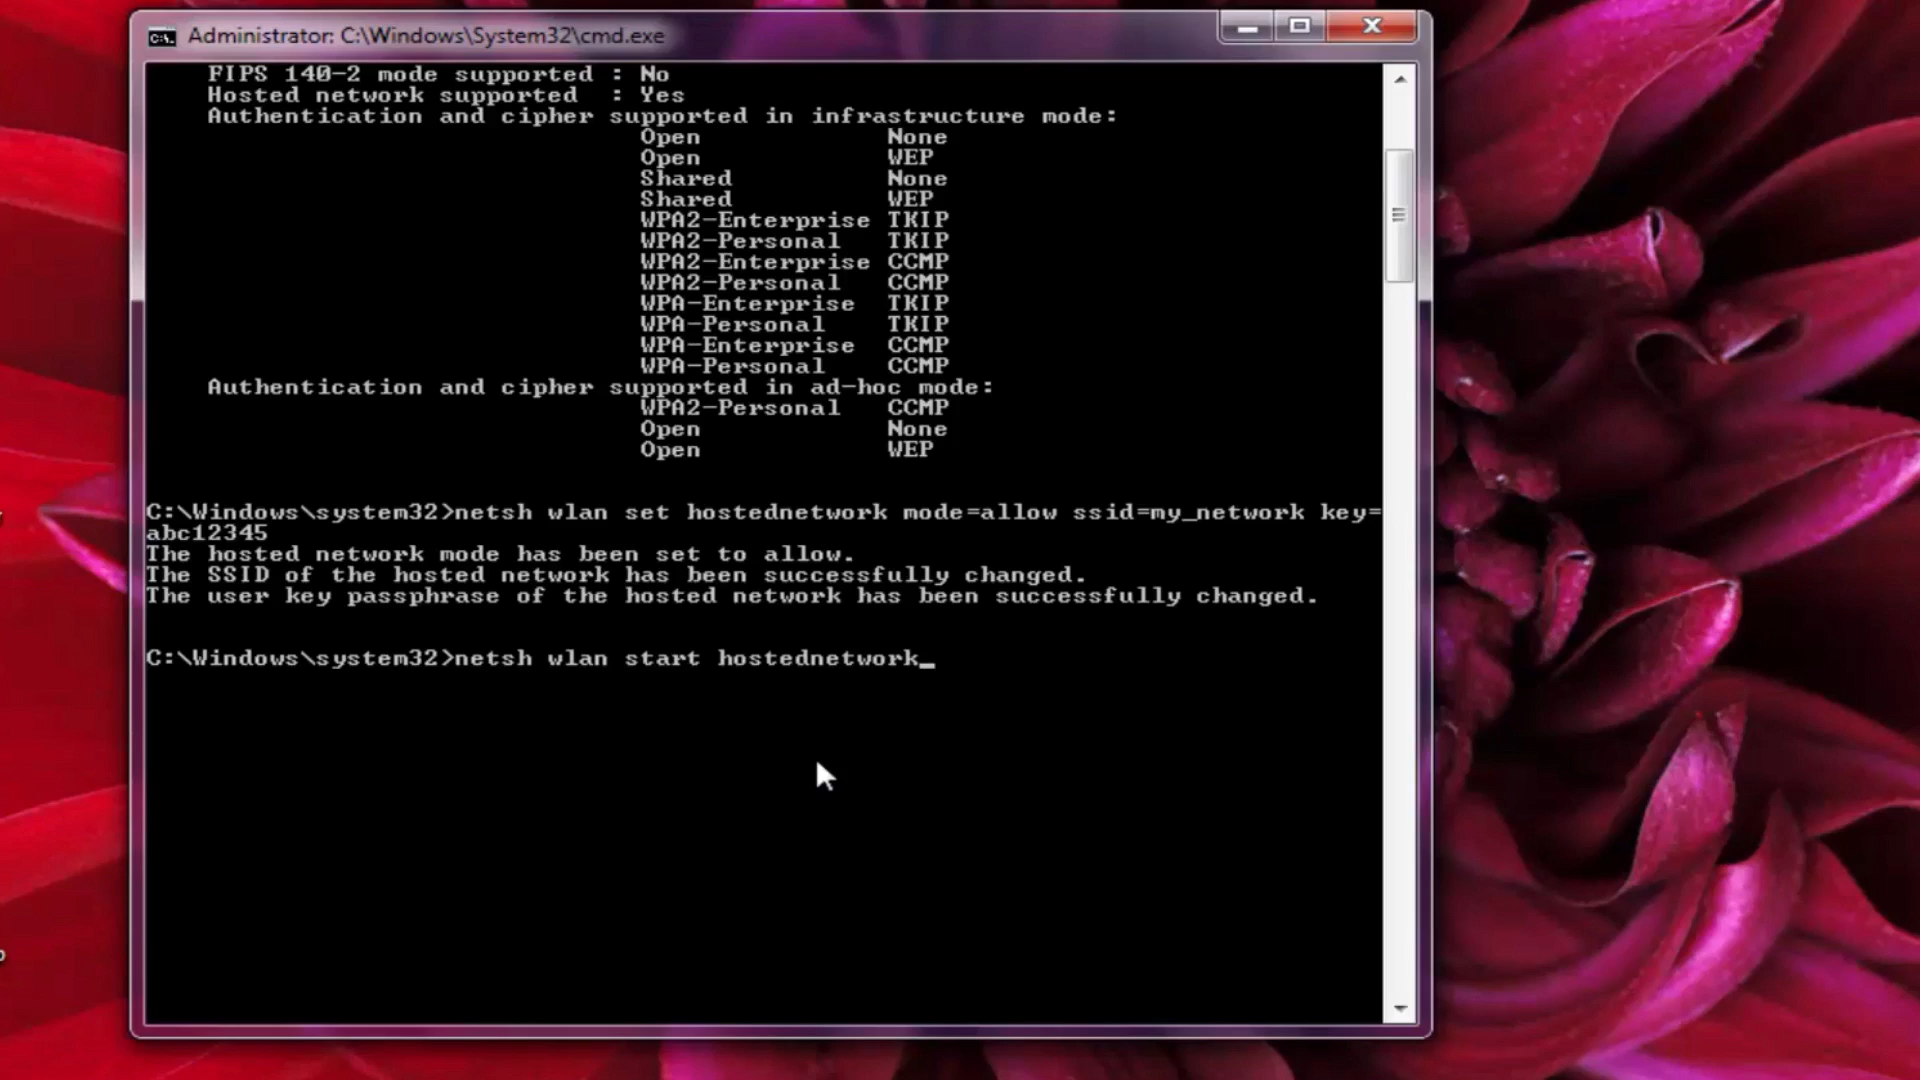 Administrator: C:\Windows\System32\cmd.exe
FIPS 140-2 mode supported : No
Hosted network supported  : Yes
Authentication and cipher supported in infrastructure mode:
Open            None
Open            WEP
Shared          None
Shared          WEP
WPA2-Enterprise TKIP
WPA2-Personal   TKIP
WPA2-Enterprise CCMP
WPA2-Personal   CCMP
WPA-Enterprise  TKIP
WPA-Personal    TKIP
WPA-Enterprise  CCMP
WPA-Personal    CCMP
Authentication and cipher supported in ad-hoc mode:
WPA2-Personal   CCMP
Open            None
Open            WEP
C:\Windows\system32>netsh wlan set hostednetwork mode=allow ssid=my_network key=
abc12345
The hosted network mode has been set to allow.
The SSID of the hosted network has been successfully changed.
The user key passphrase of the hosted network has been successfully changed.
C:\Windows\system32>netsh wlan start hostednetwork_